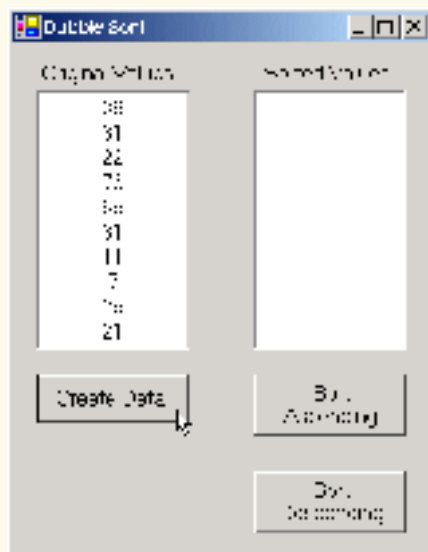 Bubble Sort
Original Values
Sorted Values
31
22
31
11
7
21
Create Data
Sort
Ascending
Sort
Descending